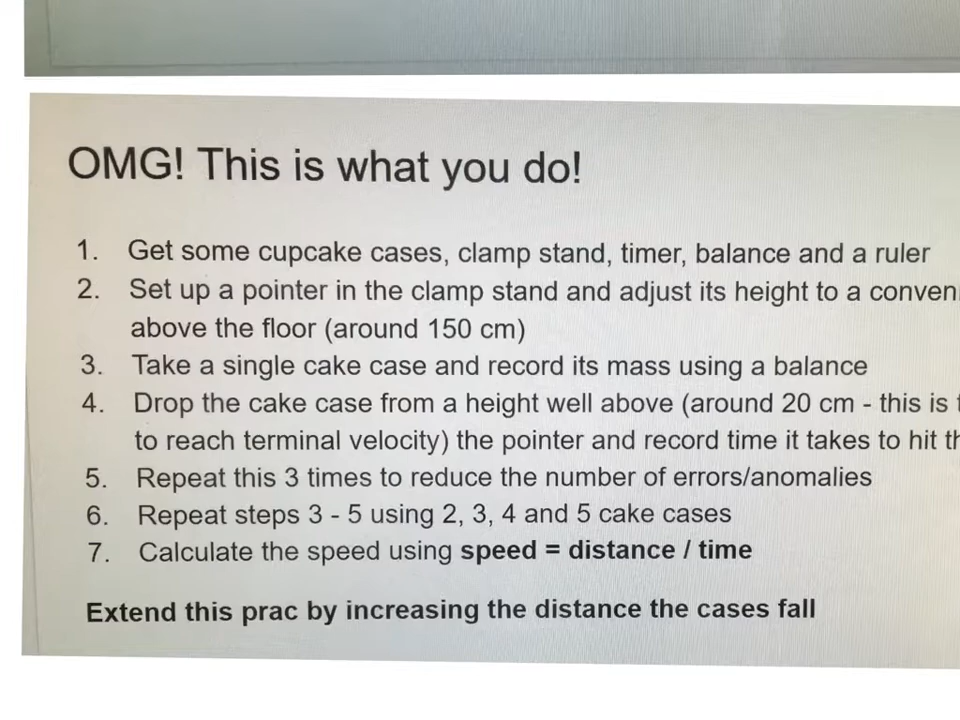 OMG! This is what you do!
1. Get some cupcake cases, clamp stand, timer, balance and a ruler
2. Set up a pointer in the clamp stand and adjust its height to a
above the floor (around 150 cm)
3. Take a single cake case and record its mass using a balance
4. Drop the cake case from a height well above (around 20 cm - this is
to reach terminal velocity) the pointer and record time it takes to hit
5. Repeat this 3 times to reduce the number of errors/anomalies
6. Repeat steps 3 - 5 using 2, 3, 4 and 5 cake cases
7. Calculate the speed using speed = distance / time
Extend this prac by increasing the distance the cases fall